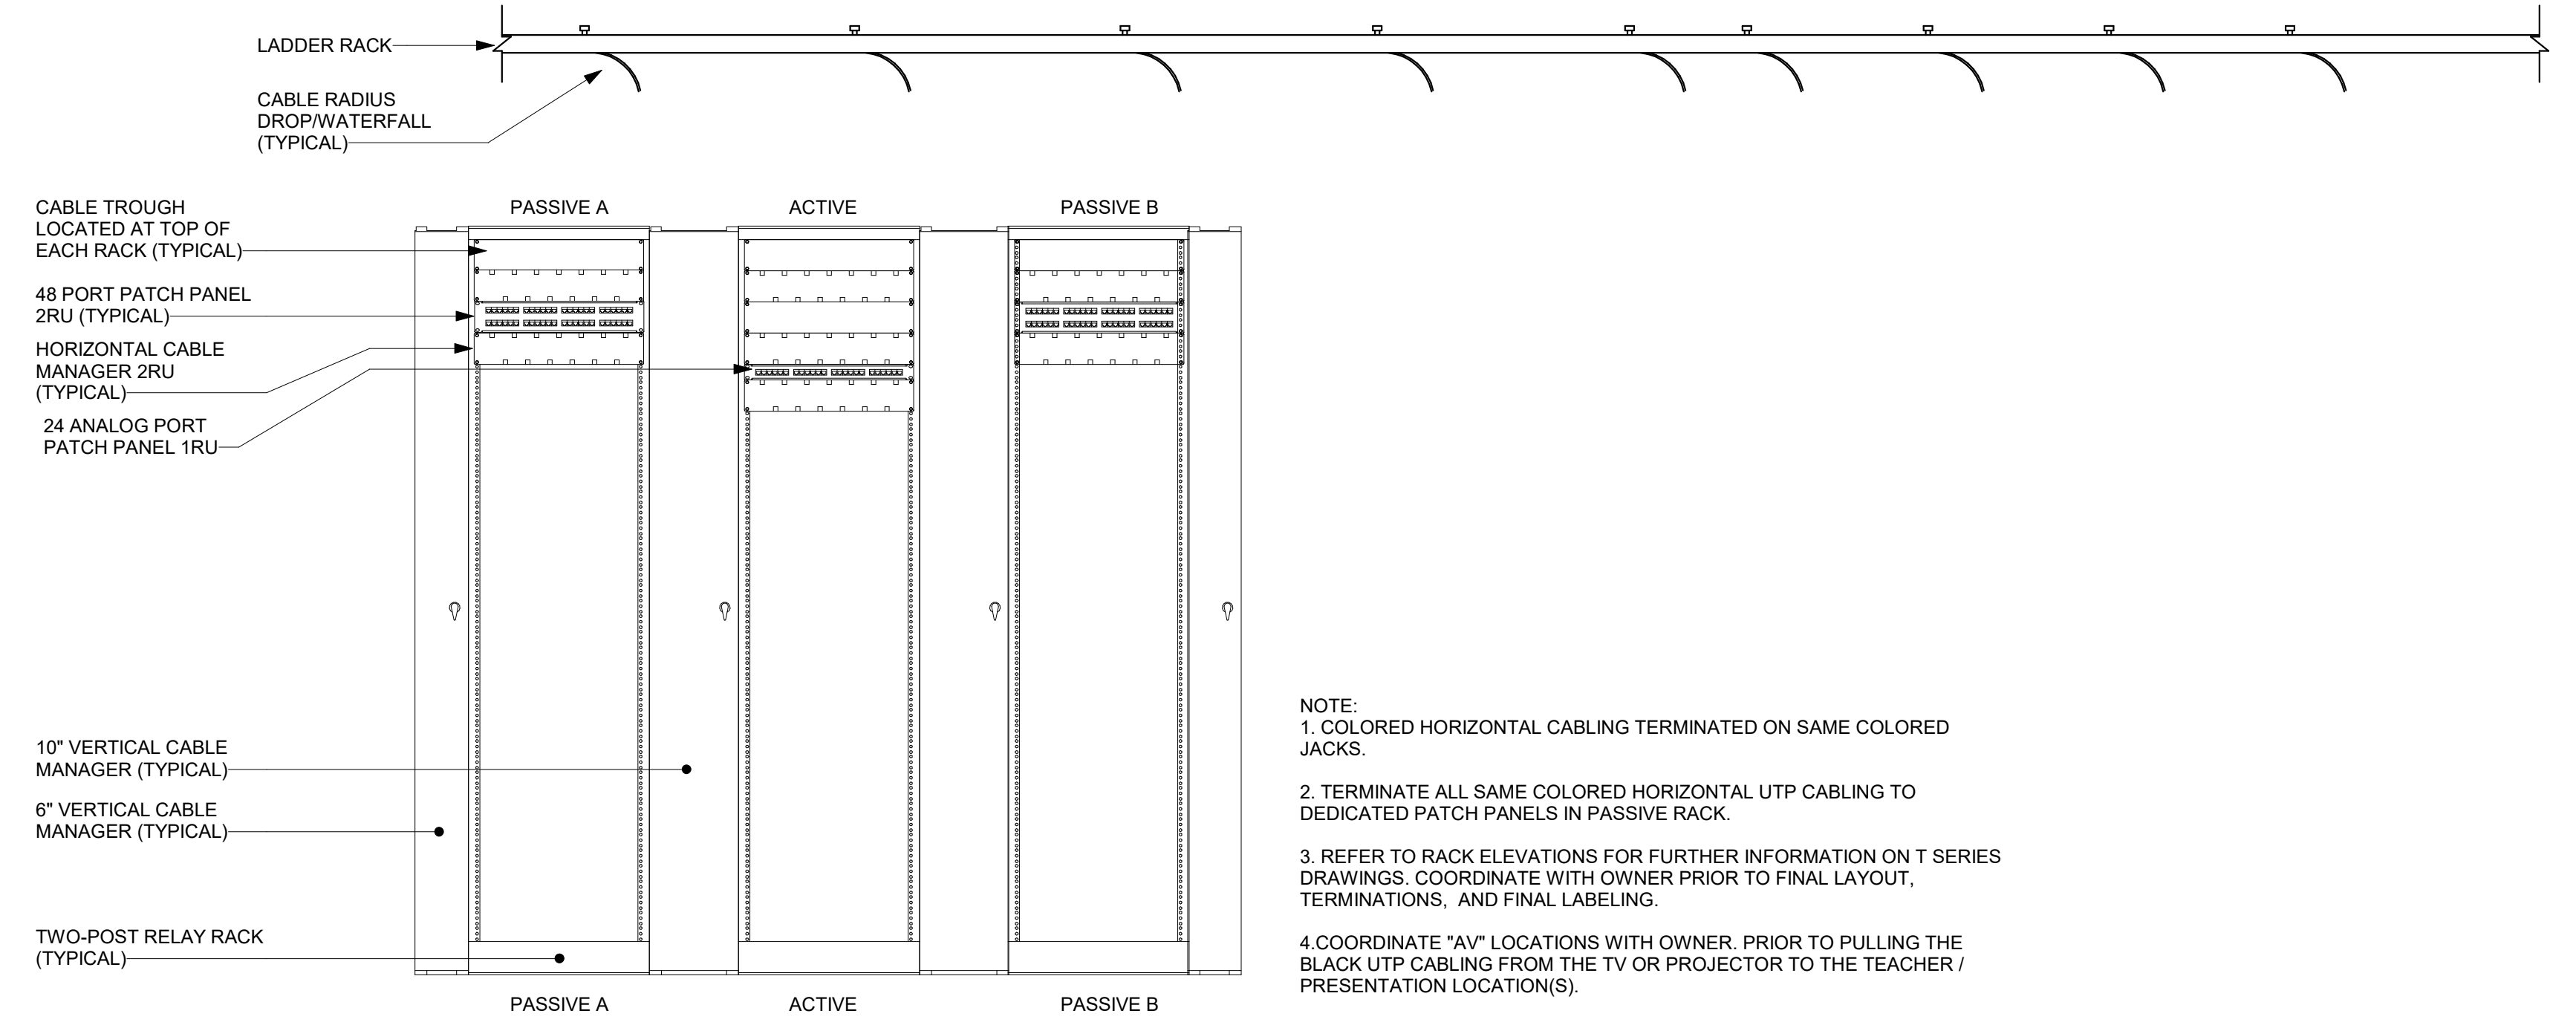 LADDER RACK
CABLE RADIUS
DROP/WATERFALL
(TYPICAL)
PASSIVE A
ACTIVE
PASSIVE B
CABLE TROUGH
LOCATED AT TOP OF
EACH RACK (TYPICAL)
48 PORT PATCH PANEL
2RU (TYPICAL)
HORIZONTAL CABLE
MANAGER 2RU
(TYPICAL)
24 ANALOG PORT
PATCH PANEL 1RU
10" VERTICAL CABLE
MANAGER (TYPICAL)
6" VERTICAL CABLE
MANAGER (TYPICAL)
TWO-POST RELAY RACK
(TYPICAL)
PASSIVE A
ACTIVE
PASSIVE B
NOTE:
1. COLORED HORIZONTAL CABLING TERMINATED ON SAME COLORED
JACKS.
2. TERMINATE ALL SAME COLORED HORIZONTAL UTP CABLING TO
DEDICATED PATCH PANELS IN PASSIVE RACK.
3. REFER TO RACK ELEVATIONS FOR FURTHER INFORMATION ON T SERIES
DRAWINGS. COORDINATE WITH OWNER PRIOR TO FINAL LAYOUT,
TERMINATIONS,  AND FINAL LABELING.
4.COORDINATE "AV" LOCATIONS WITH OWNER. PRIOR TO PULLING THE
BLACK UTP CABLING FROM THE TV OR PROJECTOR TO THE TEACHER /
PRESENTATION LOCATION(S).